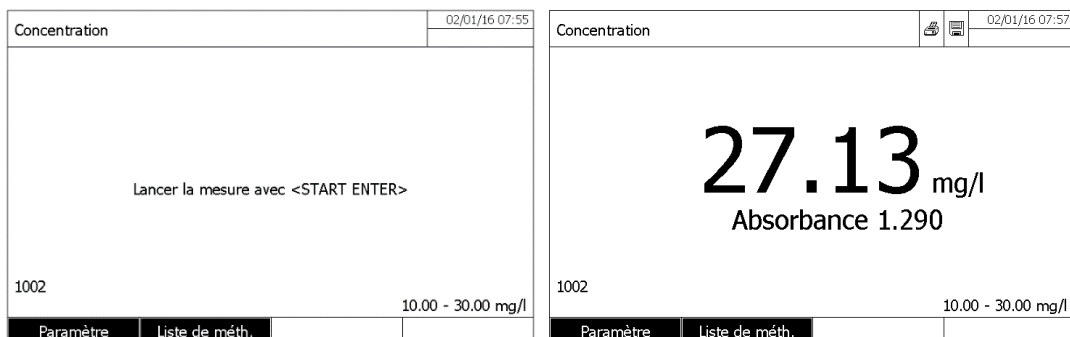 Concentration
02/01/16 07:55
Lancer la mesure avec <START ENTER>
1002
10.00 - 30.00 mg/l
Paramètre
Liste de méth.
Concentration
02/01/16 07:57
27.13 mg/l
Absorbance 1.290
1002
10.00 - 30.00 mg/l
Paramètre
Liste de méth.